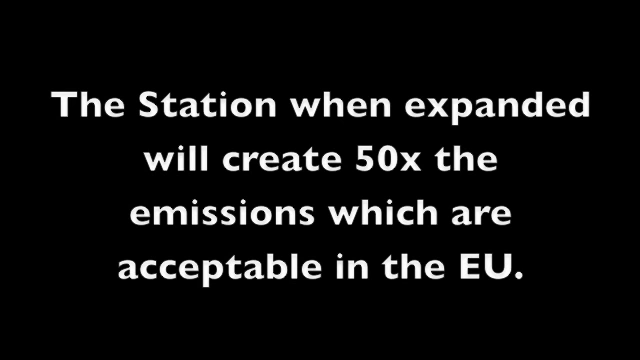 The Station when expanded
will create 50x the
emissions which are
acceptable in the EU.